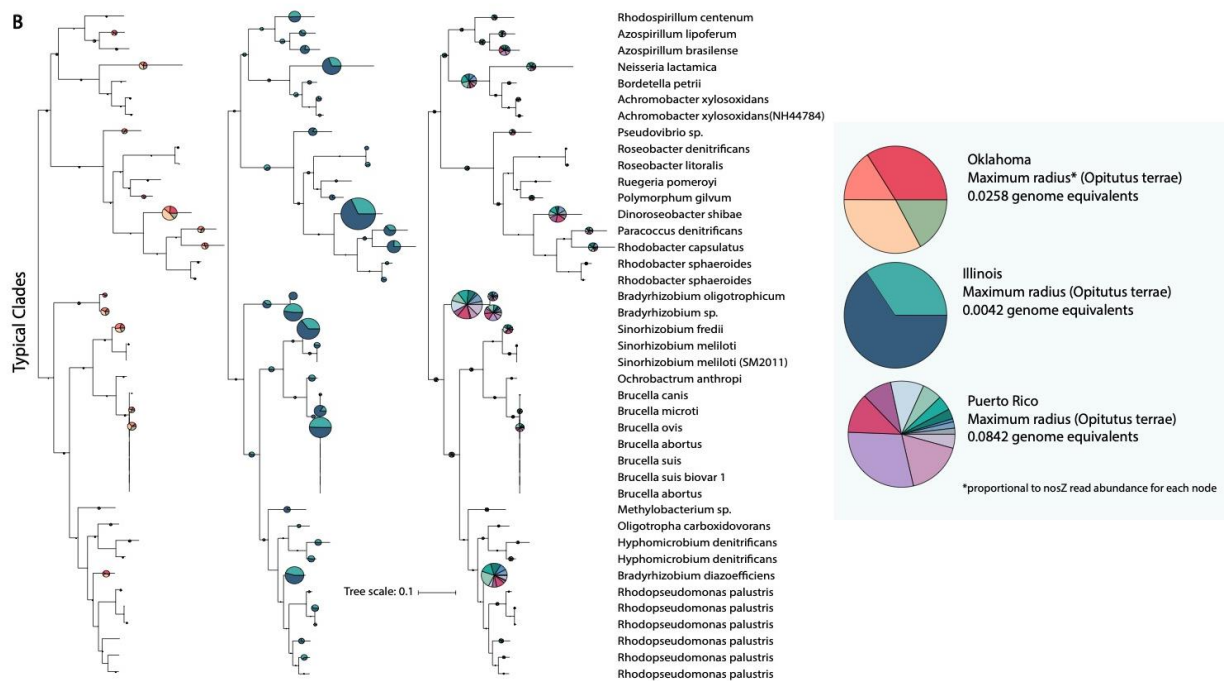 B
Typical Clades
Rhodospirillum centenum
Azospirillum lipoferum
Azospirillum brasilense
Neisseria lactamica
Bordetella petrii
Achromobacter xylosoxidans
Achromobacter xylosoxidans(NH44784)
Pseudovibrio sp.
Roseobacter denitrificans
Roseobacter litoralis
Ruegeria pomeroyi
Polymorphum gilvum
Dinoroseobacter shibae
Paracoccus denitrificans
Rhodobacter capsulatus
Rhodobacter sphaeroides
Rhodobacter sphaeroides
Bradyrhizobium oligotrophicum
Bradyrhizobium sp.
Sinorhizobium fredii
Sinorhizobium meliloti
Sinorhizobium meliloti (SM2011)
Ochrobactrum anthropi
Brucella canis
Brucella microti
Brucella ovis
Brucella abortus
Brucella suis
Brucella suis biovar 1
Brucella abortus
Methylobacterium sp.
Oligotropha carboxidovorans
Hyphomicrobium denitrificans
Hyphomicrobium denitrificans
Bradyrhizobium diazoefficiens
Rhodopseudomonas palustris
Rhodopseudomonas palustris
Rhodopseudomonas palustris
Rhodopseudomonas palustris
Rhodopseudomonas palustris
Rhodopseudomonas palustris
Tree scale: 0.1
Oklahoma
Maximum radius* (Opitutus terrae)
0.0258 genome equivalents
Illinois
Maximum radius (Opitutus terrae)
0.0042 genome equivalents
Puerto Rico
Maximum radius (Opitutus terrae)
0.0842 genome equivalents
*proportional to nosZ read abundance for each node